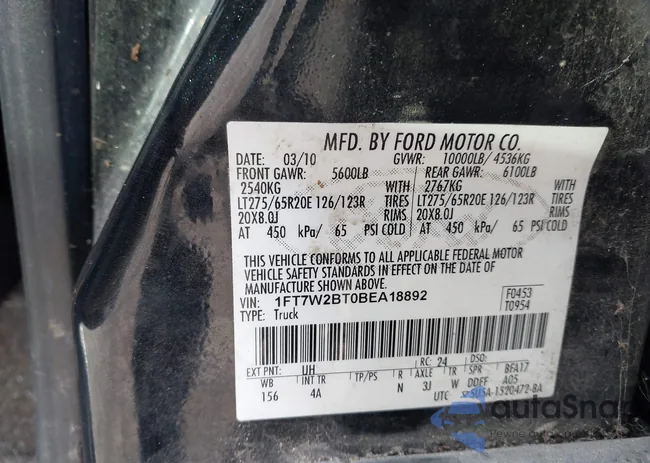 MFD. BY FORD MOTOR CO.
DATE: 03/10 GVWR: 10000LB/ 4536KG
FRONT GAWR: 5600LB REAR GAWR: 6100LB
2540KG WITH 2767KG WITH
LT275/65R20E 126/123R TIRES LT275/65R20E 126/123R TIRES
20X8.0J RIMS 20X8.0J RIMS
AT 450 kPa/ 65 PSI COLD AT 450 kPa/ 65 PSI COLD
THIS VEHICLE CONFORMS TO ALL APPLICABLE FEDERAL MOTOR
VEHICLE SAFETY STANDARDS IN EFFECT ON THE DATE OF
MANUFACTURE SHOWN ABOVE.
VIN: 1FT7W2BT0BEA18892 F0453
TYPE: Truck T0954
EXT PNT: UH RC: 24 DSO:
WB INT TR TP/PS R AXLE TR SPR BFA17
156 4A N 3J W DDFF A05
UTC 5U5A-1520472-BA
autoSna